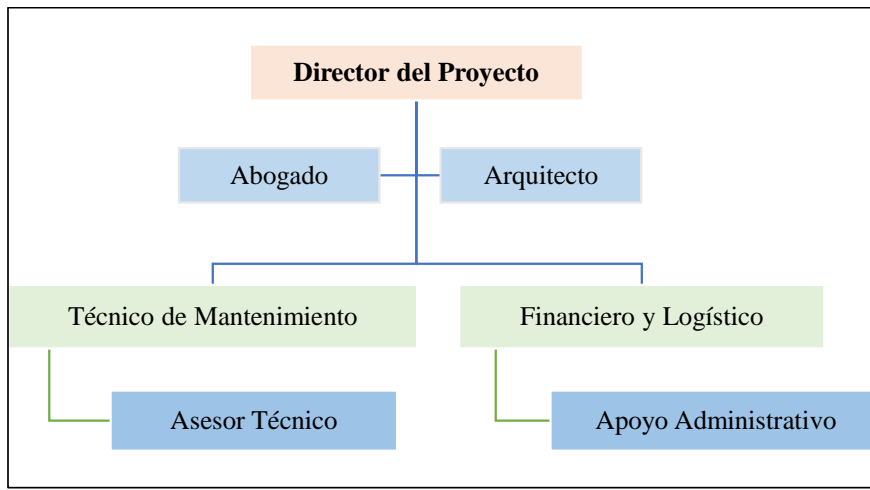 Director del Proyecto
Abogado
Arquitecto
Técnico de Mantenimiento
Financiero y Logístico
Asesor Técnico
Apoyo Administrativo